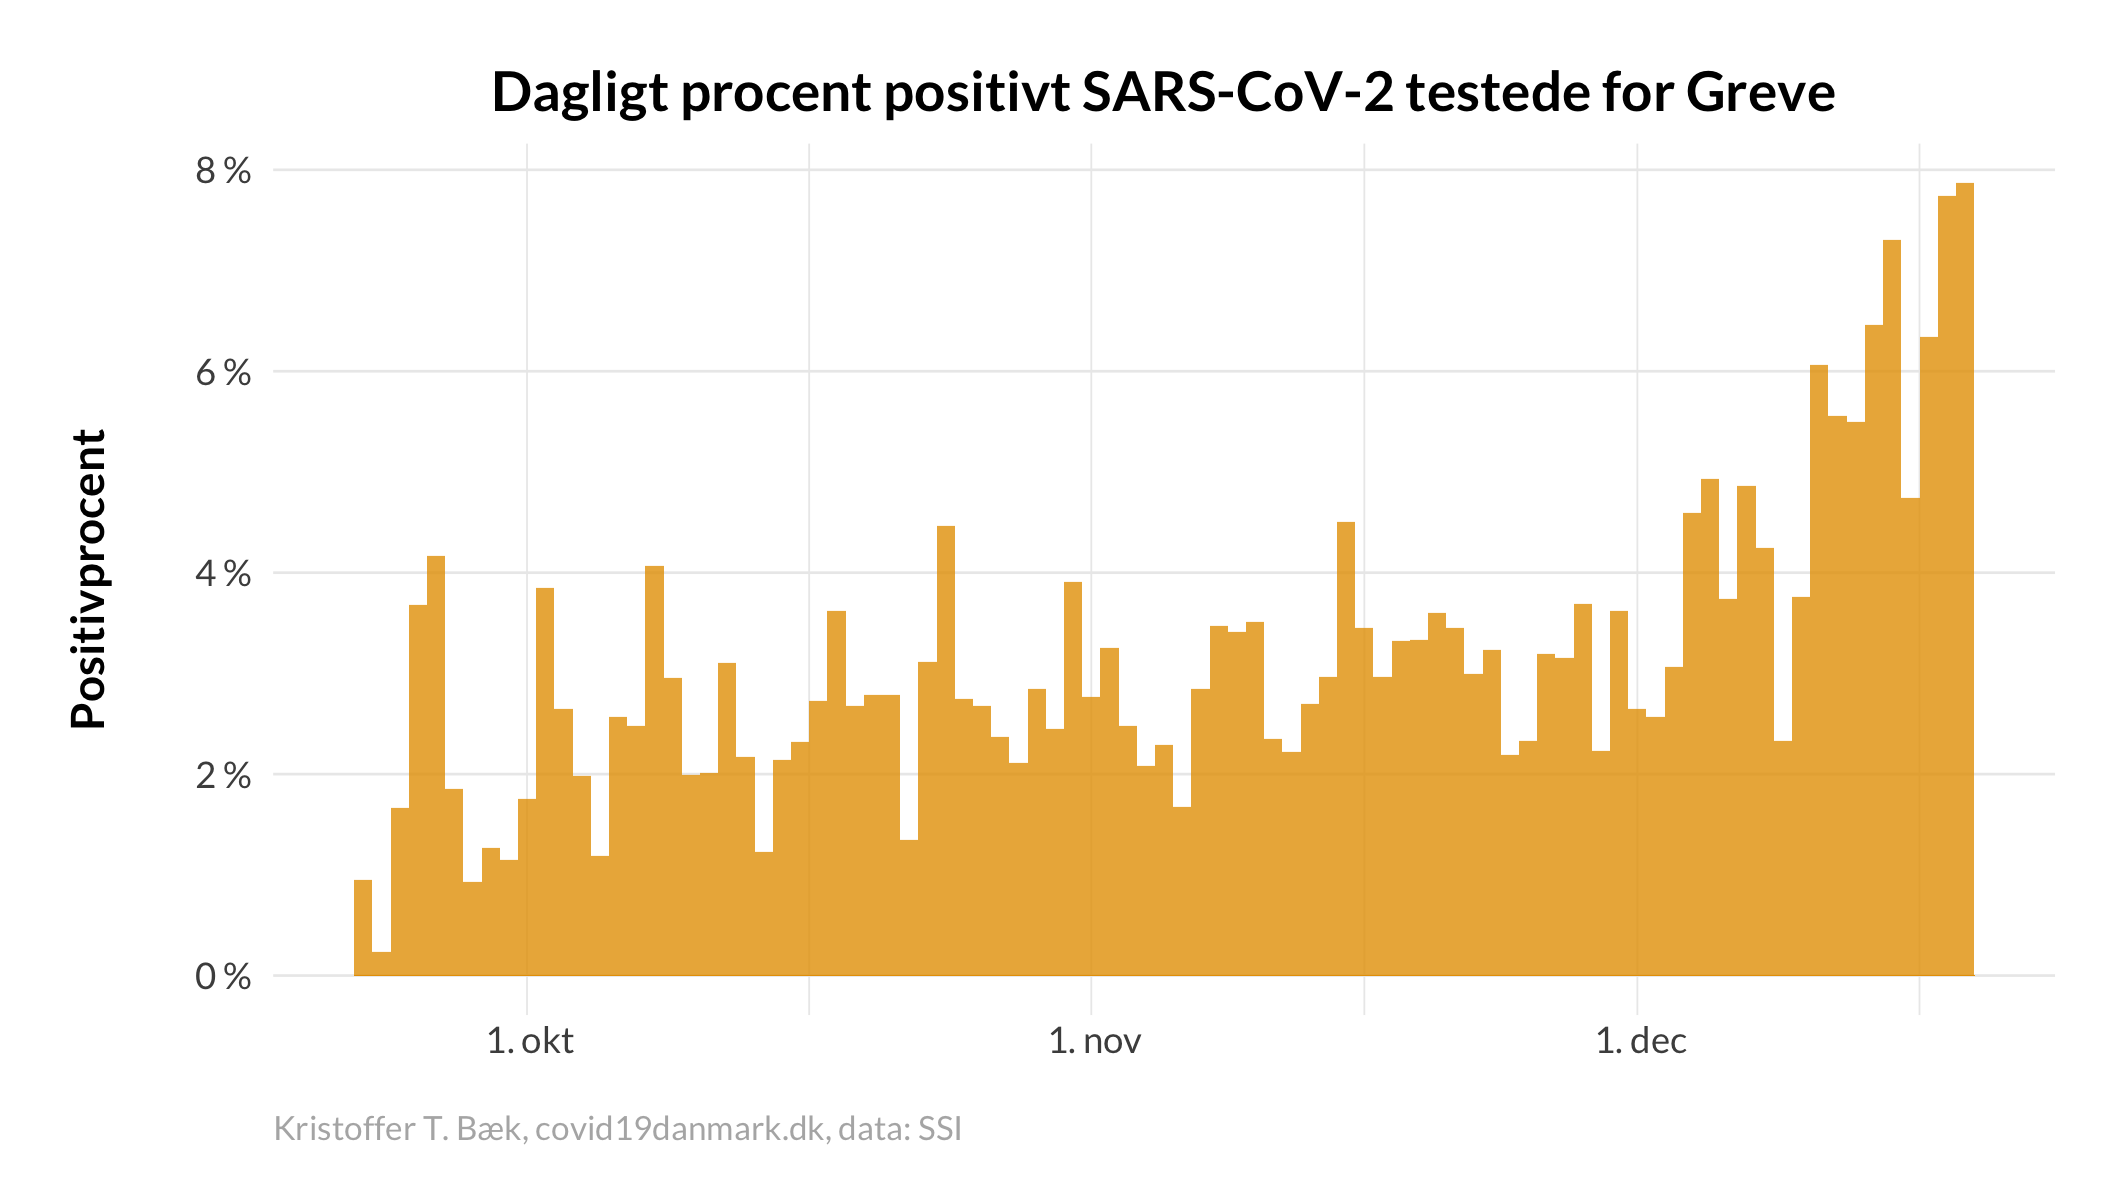 Dagligt procent positivt SARS-CoV-2 testede for Greve
Positivprocent
8 %
6 %
4 %
2 %
0 %
1. okt
1. nov
1. dec
Kristoffer T. Bæk, covid19danmark.dk, data: SSI